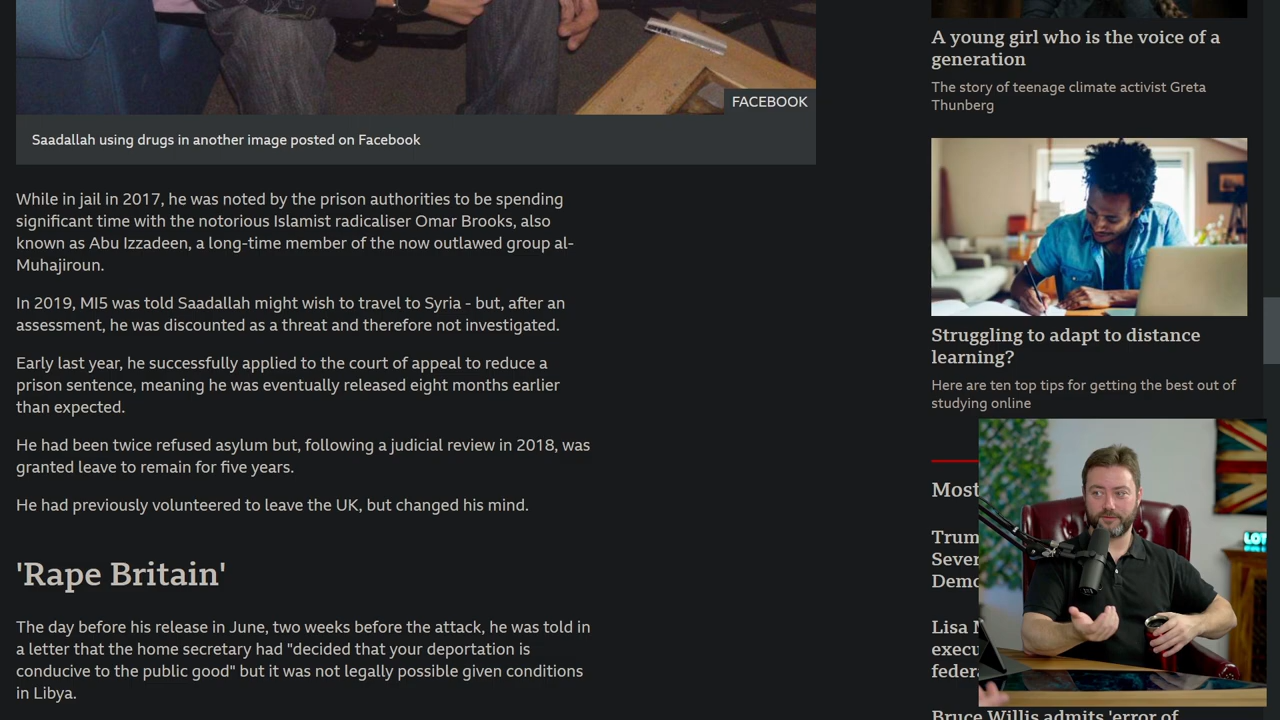 FACEBOOK
Saadallah using drugs in another image posted on Facebook
While in jail in 2017, he was noted by the prison authorities to be spending
significant time with the notorious Islamist radicaliser Omar Brooks, also
known as Abu Izzadeen, a long-time member of the now outlawed group al-
Muhajiroun.
In 2019, MI5 was told Saadallah might wish to travel to Syria - but, after an
assessment, he was discounted as a threat and therefore not investigated.
Early last year, he successfully applied to the court of appeal to reduce a
prison sentence, meaning he was eventually released eight months earlier
than expected.
He had been twice refused asylum but, following a judicial review in 2018, was
granted leave to remain for five years.
He had previously volunteered to leave the UK, but changed his mind.
'Rape Britain'
The day before his release in June, two weeks before the attack, he was told in
a letter that the home secretary had "decided that your deportation is
conducive to the public good" but it was not legally possible given conditions
in Libya.
A young girl who is the voice of a
generation
The story of teenage climate activist Greta
Thunberg
Struggling to adapt to distance
learning?
Here are ten top tips for getting the best out of
studying online
Most
Trum
Sever
Demo
Lisa
execu
feder
Bruce Willis admits 'error of
LOT